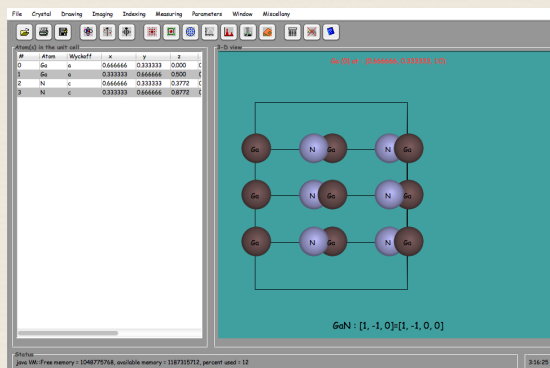 File Crystal Drawing Imaging Indexing Measuring Parameters Window Miscellany
Atom(s) in the unit cell
# Atom Wyckoff x y z
0 Ga a 0.666666 0.333333 0.000
1 Ga a 0.333333 0.666666 0.500
2 N c 0.666666 0.333333 0.3772
3 N c 0.333333 0.666666 0.8772
3-D view
Ga N Ga N Ga
Ga N Ga N Ga
Ga N Ga N Ga
GaN : [1, -1, 0]=[1, -1, 0, 0]
Status
java VM::Free memory = 1048775768, available memory = 1187315712, percent used = 12
3:16:25